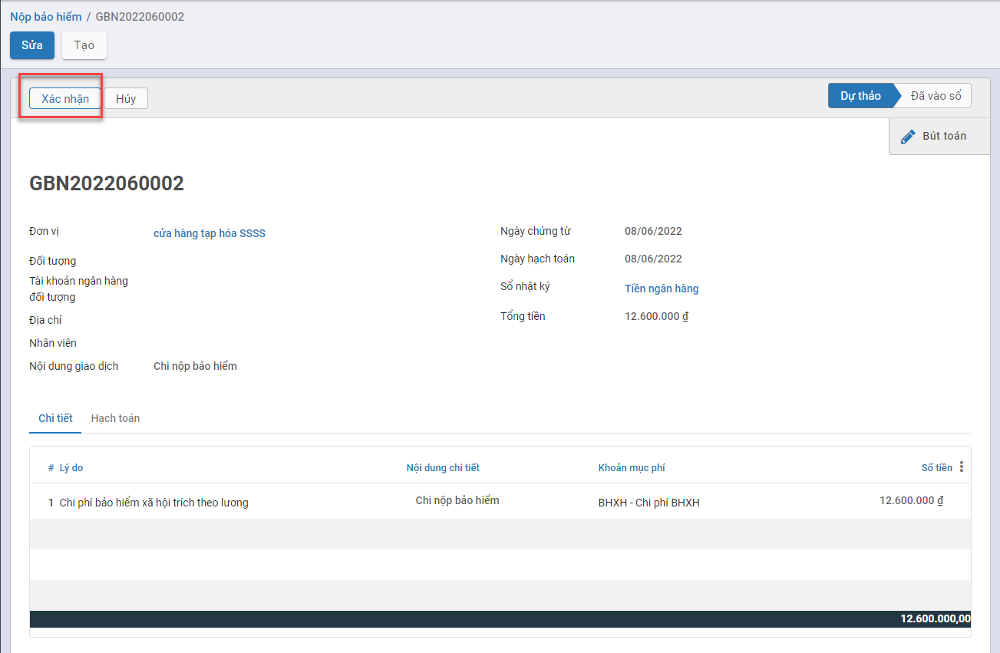 Nộp bảo hiểm / GBN2022060002
Sửa Tạo
Xác nhận Hủy Dự thảo Đã vào sổ
Bút toán
GBN2022060002
Đơn vị cửa hàng tạp hóa SSSS Ngày chứng từ 08/06/2022
Đối tượng Ngày hạch toán 08/06/2022
Tài khoản ngân hàng
đối tượng Sổ nhật ký Tiền ngân hàng
Địa chỉ Tổng tiền 12.600.000 ₫
Nhân viên
Nội dung giao dịch Chi nộp bảo hiểm
Chi tiết Hạch toán
# Lý do Nội dung chi tiết Khoản mục phí Số tiền
1 Chi phí bảo hiểm xã hội trích theo lương Chi nộp bảo hiểm BHXH - Chi phí BHXH 12.600.000 ₫
12.600.000,00